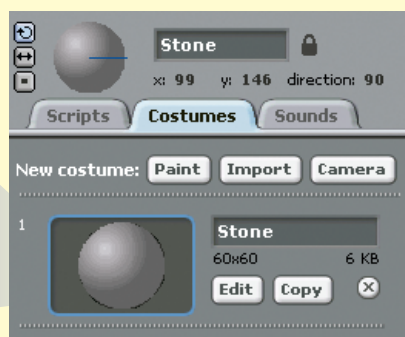 Stone
x: 99 y: 146 direction: 90
Scripts Costumes Sounds
New costume: Paint Import Camera
1
Stone
60x60 6 KB
Edit Copy